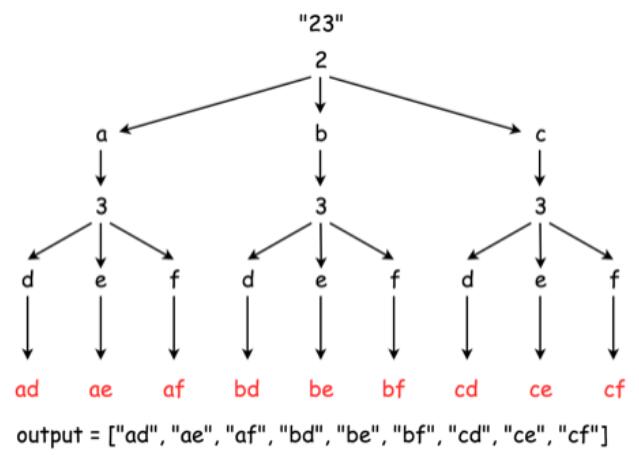 "23"
2
a b c
3 3 3
d e f d e f d e f
ad ae af bd be bf cd ce cf
output = ["ad", "ae", "af", "bd", "be", "bf", "cd", "ce", "cf"]